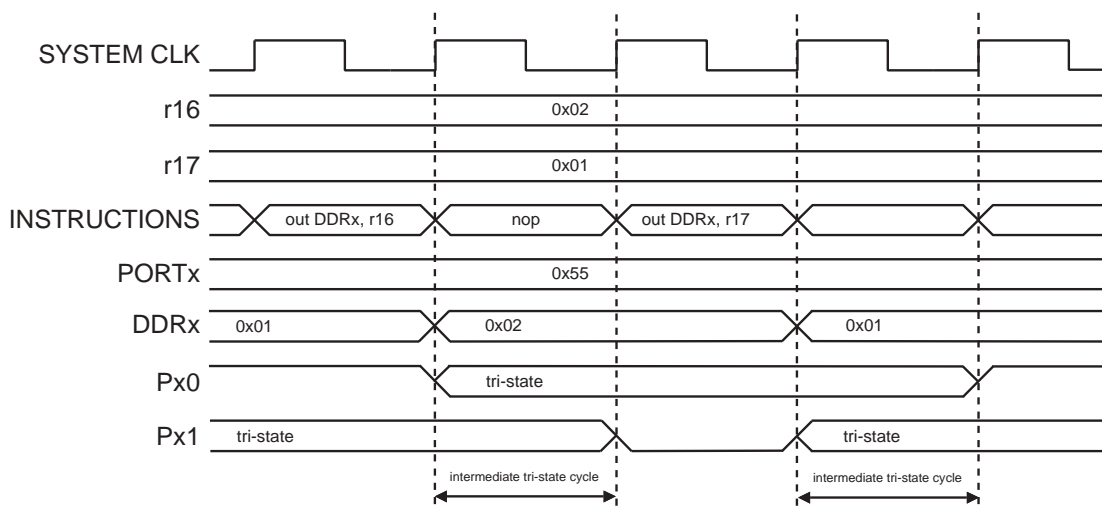 SYSTEM CLK
r16 0x02
r17 0x01
INSTRUCTIONS out DDRx, r16 nop out DDRx, r17
PORTx 0x55
DDRx 0x01 0x02 0x01
Px0 tri-state
Px1 tri-state tri-state
intermediate tri-state cycle intermediate tri-state cycle